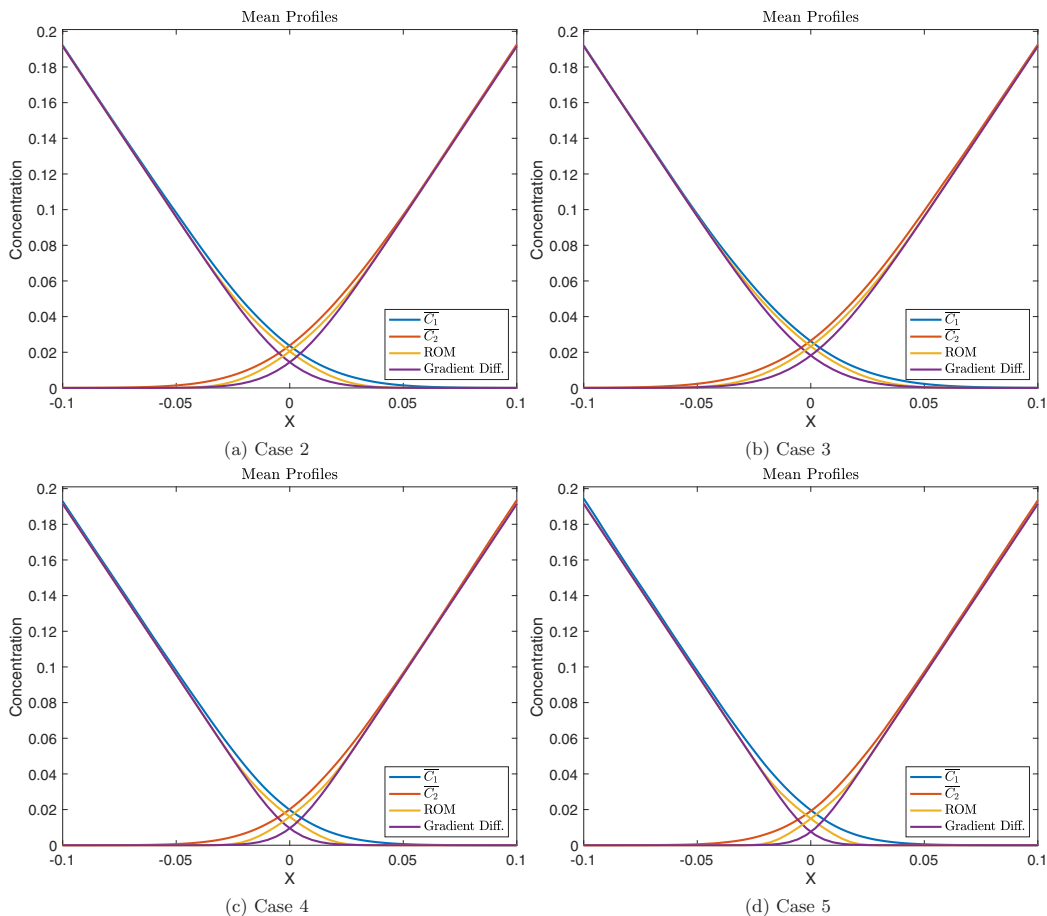 Mean Profiles
0.2
0.18
0.16
0.14
0.12
0.1
0.08
0.06
0.04
0.02
0
Concentration
-0.1 -0.05 0 0.05 0.1
X
C₁
C₂
ROM
Gradient Diff.
(a) Case 2
Mean Profiles
0.2
0.18
0.16
0.14
0.12
0.1
0.08
0.06
0.04
0.02
0
Concentration
-0.1 -0.05 0 0.05 0.1
X
C₁
C₂
ROM
Gradient Diff.
(b) Case 3
Mean Profiles
0.2
0.18
0.16
0.14
0.12
0.1
0.08
0.06
0.04
0.02
0
Concentration
-0.1 -0.05 0 0.05 0.1
X
C₁
C₂
ROM
Gradient Diff.
(c) Case 4
Mean Profiles
0.2
0.18
0.16
0.14
0.12
0.1
0.08
0.06
0.04
0.02
0
Concentration
-0.1 -0.05 0 0.05 0.1
X
C₁
C₂
ROM
Gradient Diff.
(d) Case 5